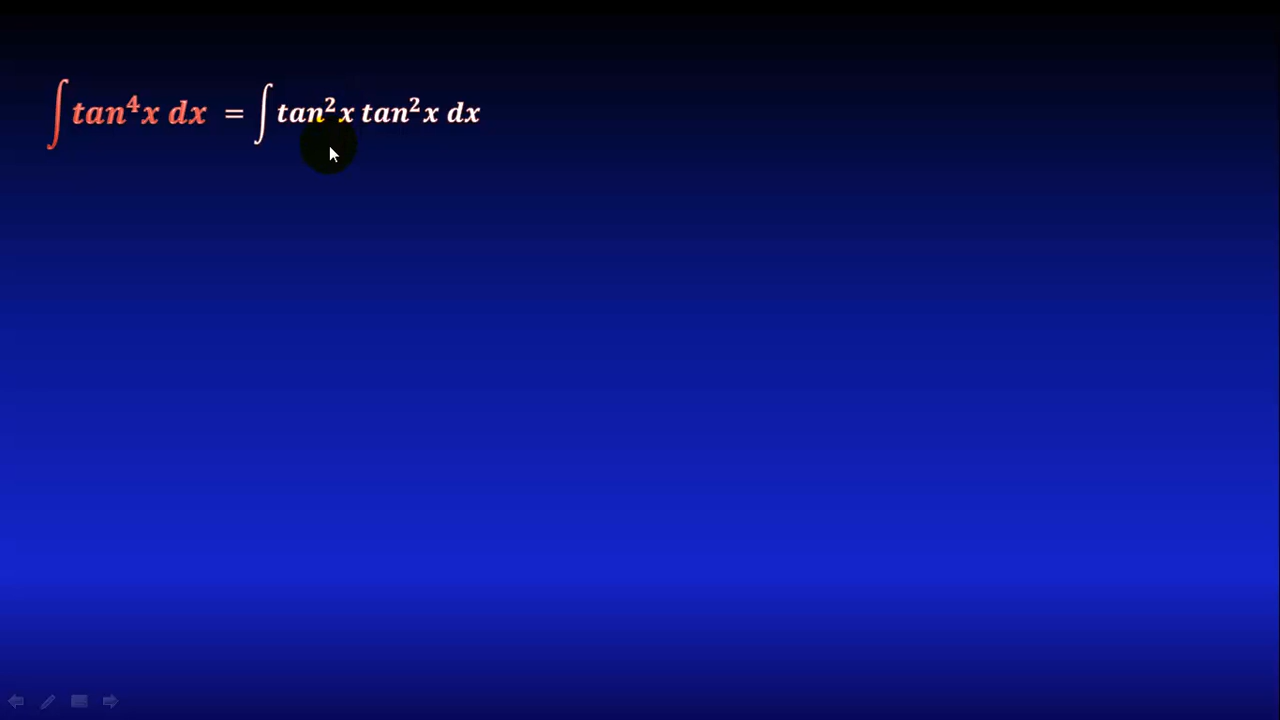 ∫ tan⁴x dx = ∫ tan²x tan²x dx